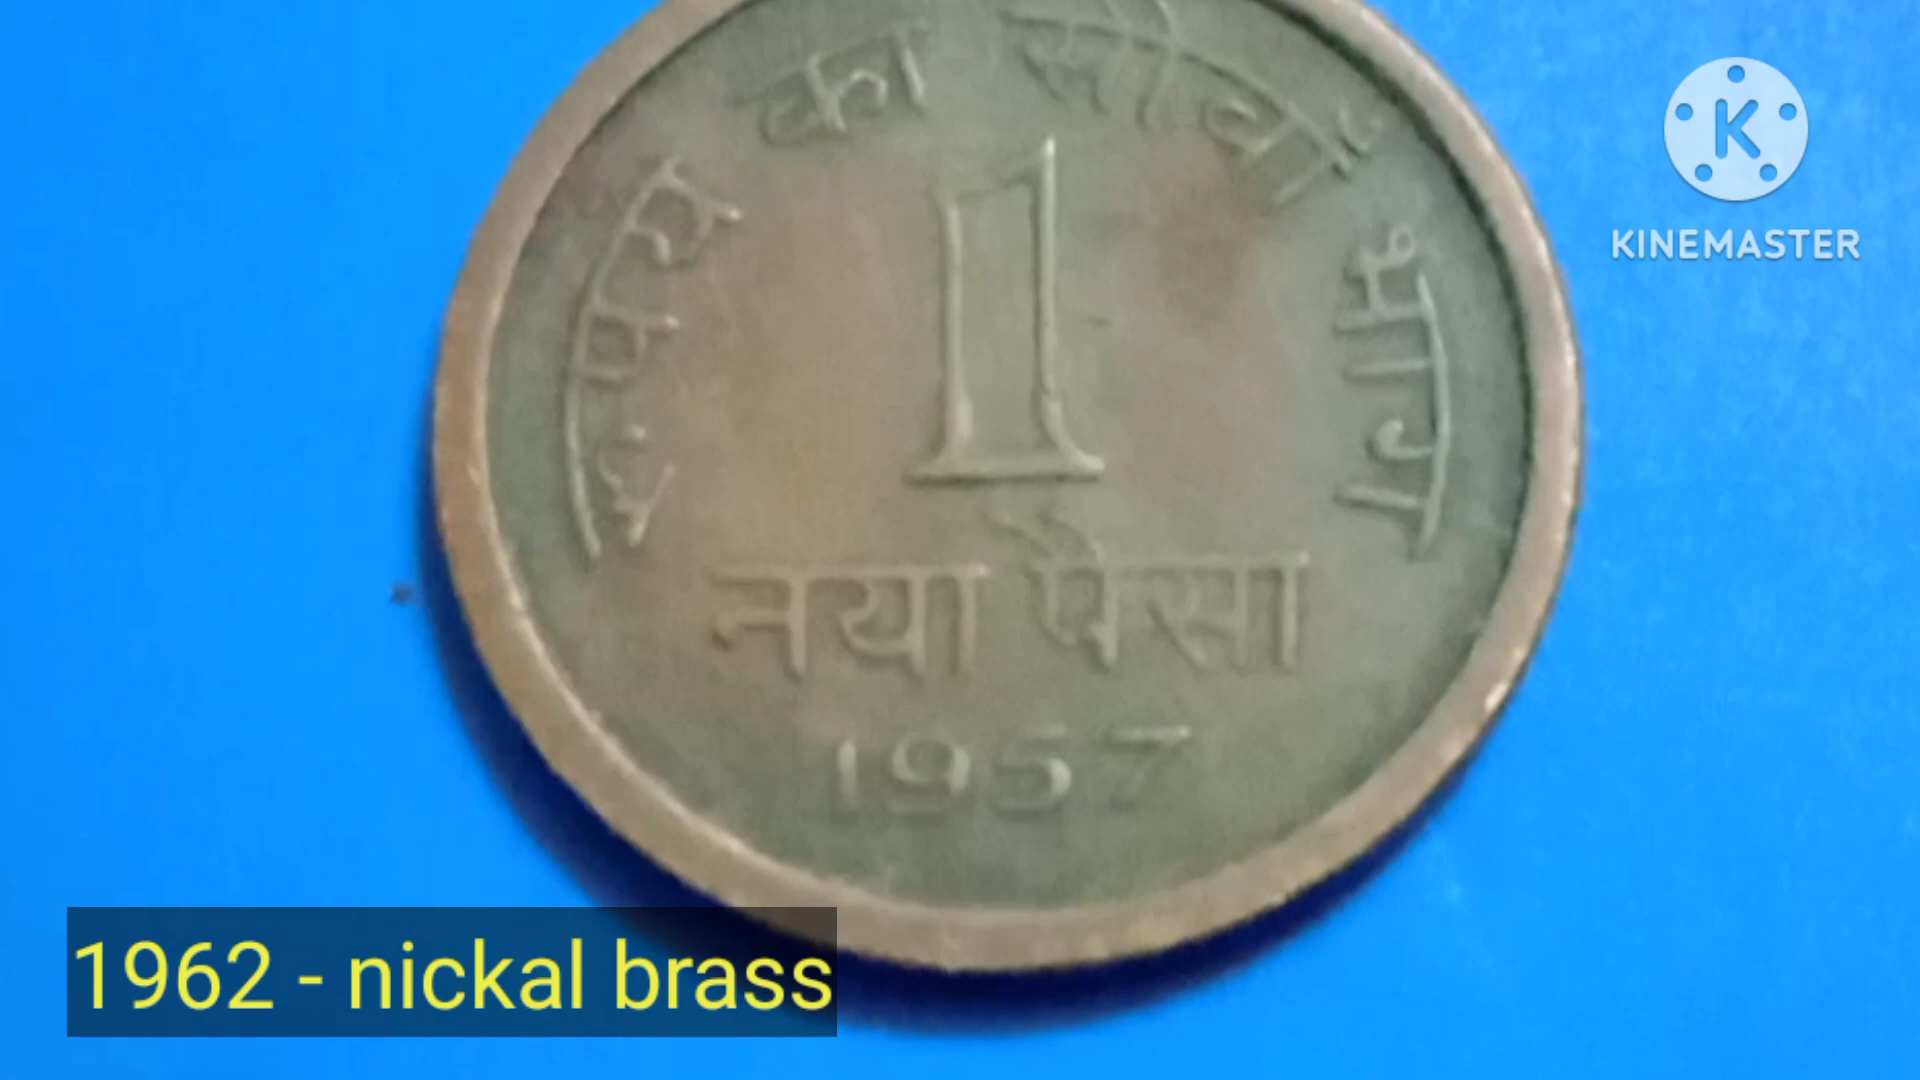 रुपये का सौवाँ भाग
1
नया पैसा
1957
K
KINEMASTER
1962 - nickal brass